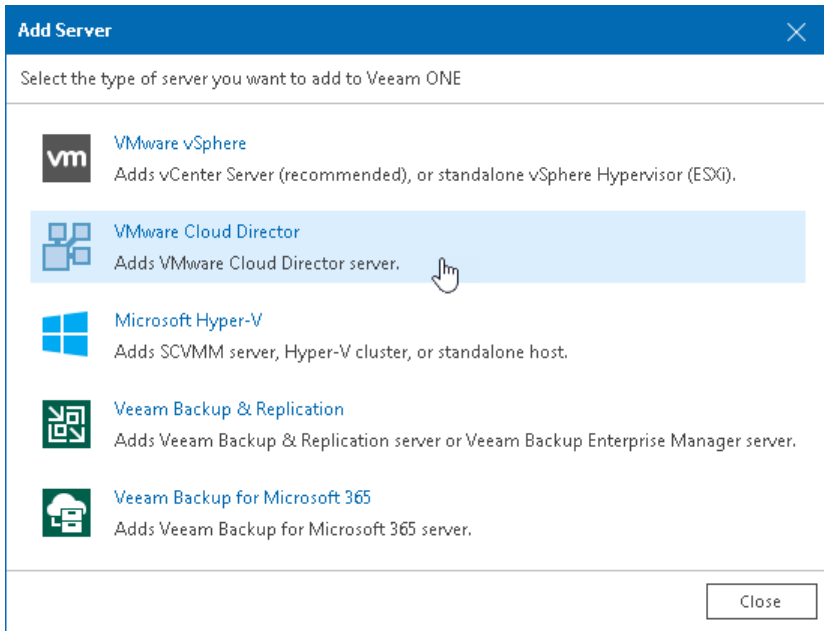 Add Server
Select the type of server you want to add to Veeam ONE
vm
VMware vSphere
Adds vCenter Server (recommended), or standalone vSphere Hypervisor (ESXi).
VMware Cloud Director
Adds VMware Cloud Director server.
Microsoft Hyper-V
Adds SCVMM server, Hyper-V cluster, or standalone host.
Veeam Backup & Replication
Adds Veeam Backup & Replication server or Veeam Backup Enterprise Manager server.
Veeam Backup for Microsoft 365
Adds Veeam Backup for Microsoft 365 server.
Close